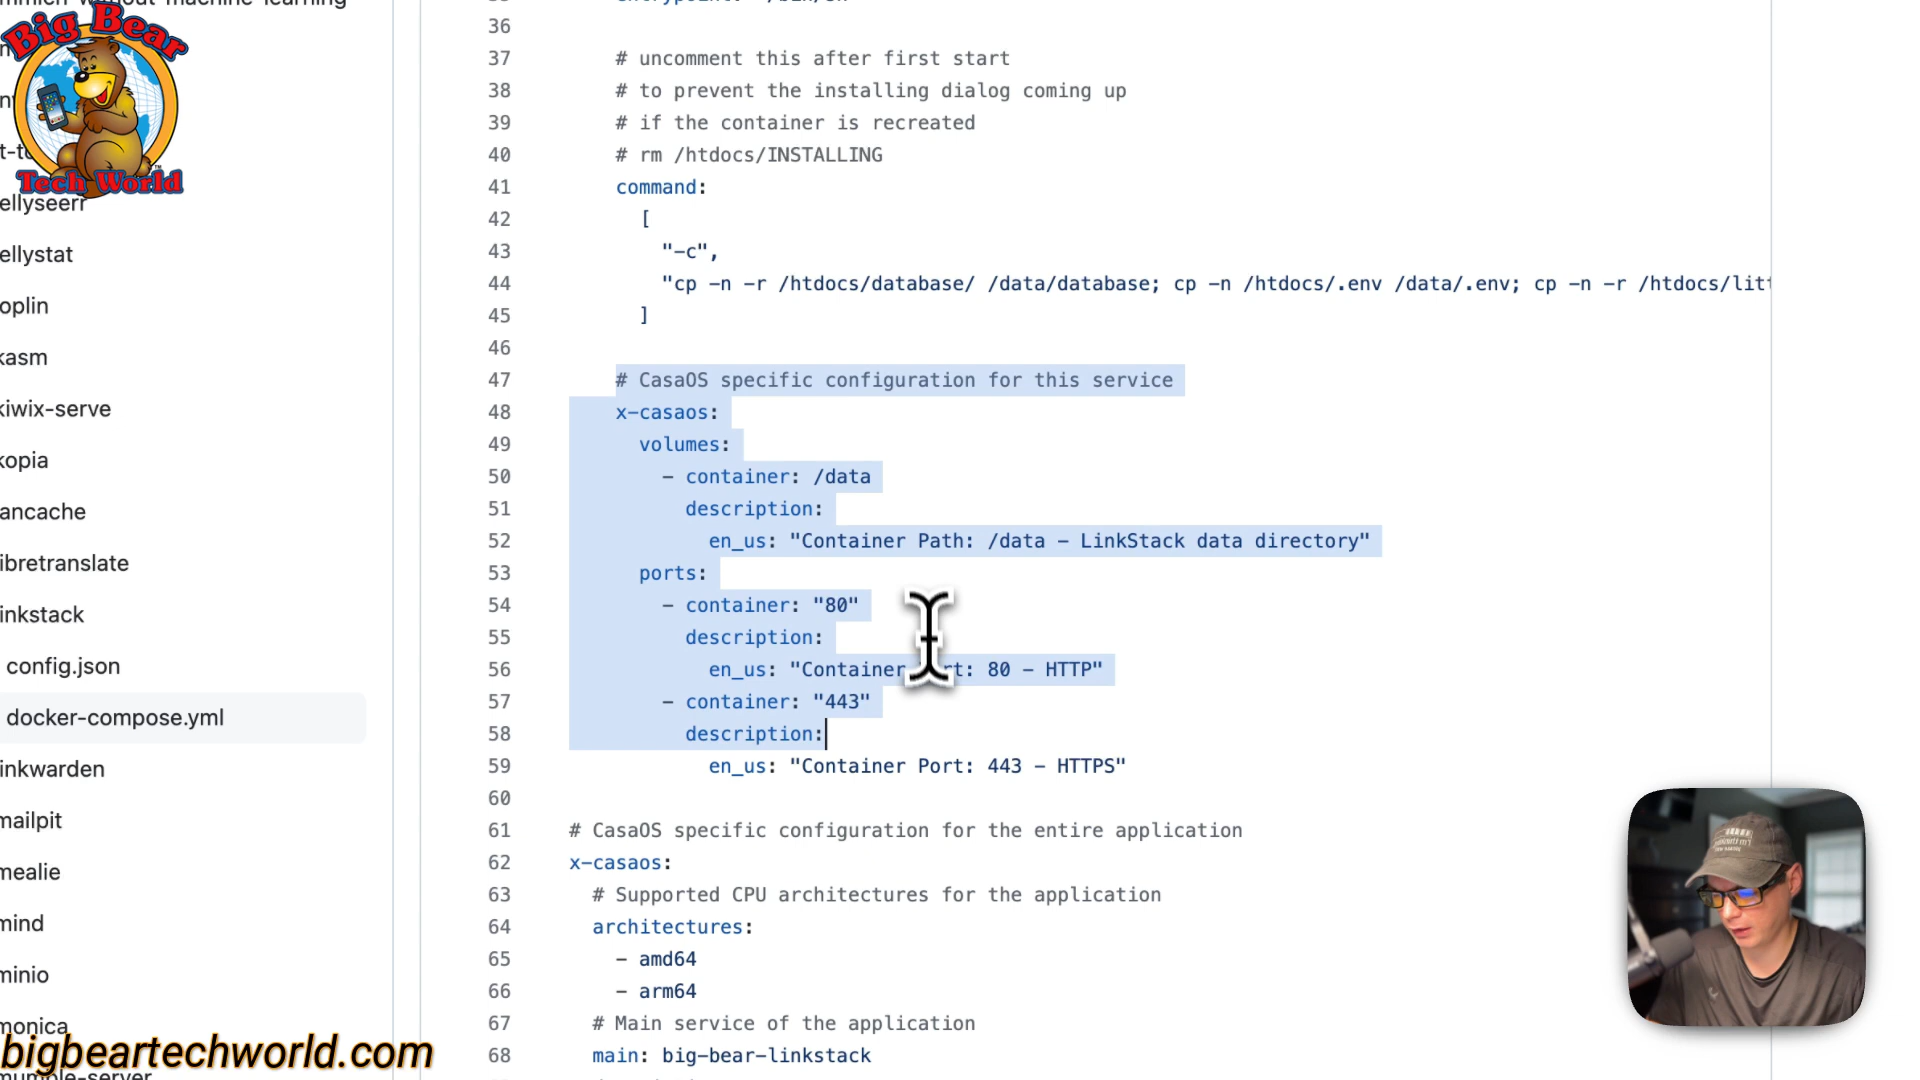 Big Bear
Tech World
ellyseerr
ellystat
oplin
kasm
kiwix-serve
kopia
ancache
ibretranslate
inkstack
config.json
docker-compose.yml
inkwarden
mailpit
mealie
mind
minio
monica
bigbeartechworld.com
36
37 # uncomment this after first start
38 # to prevent the installing dialog coming up
39 # if the container is recreated
40 # rm /htdocs/INSTALLING
41 command:
42 [
43 "-c",
44 "cp -n -r /htdocs/database/ /data/database; cp -n /htdocs/.env /data/.env; cp -n -r /htdocs/litt
45 ]
46
47 # CasaOS specific configuration for this service
48 x-casaos:
49 volumes:
50 - container: /data
51 description:
52 en_us: "Container Path: /data - LinkStack data directory"
53 ports:
54 - container: "80"
55 description:
56 en_us: "Container rt: 80 - HTTP"
57 - container: "443"
58 description:
59 en_us: "Container Port: 443 - HTTPS"
60
61 # CasaOS specific configuration for the entire application
62 x-casaos:
63 # Supported CPU architectures for the application
64 architectures:
65 - amd64
66 - arm64
67 # Main service of the application
68 main: big-bear-linkstack